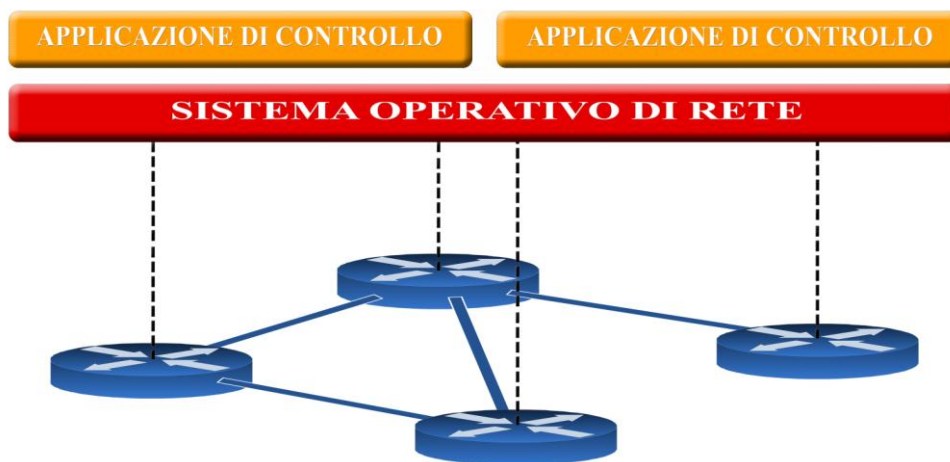 APPLICAZIONE DI CONTROLLO
APPLICAZIONE DI CONTROLLO
SISTEMA OPERATIVO DI RETE